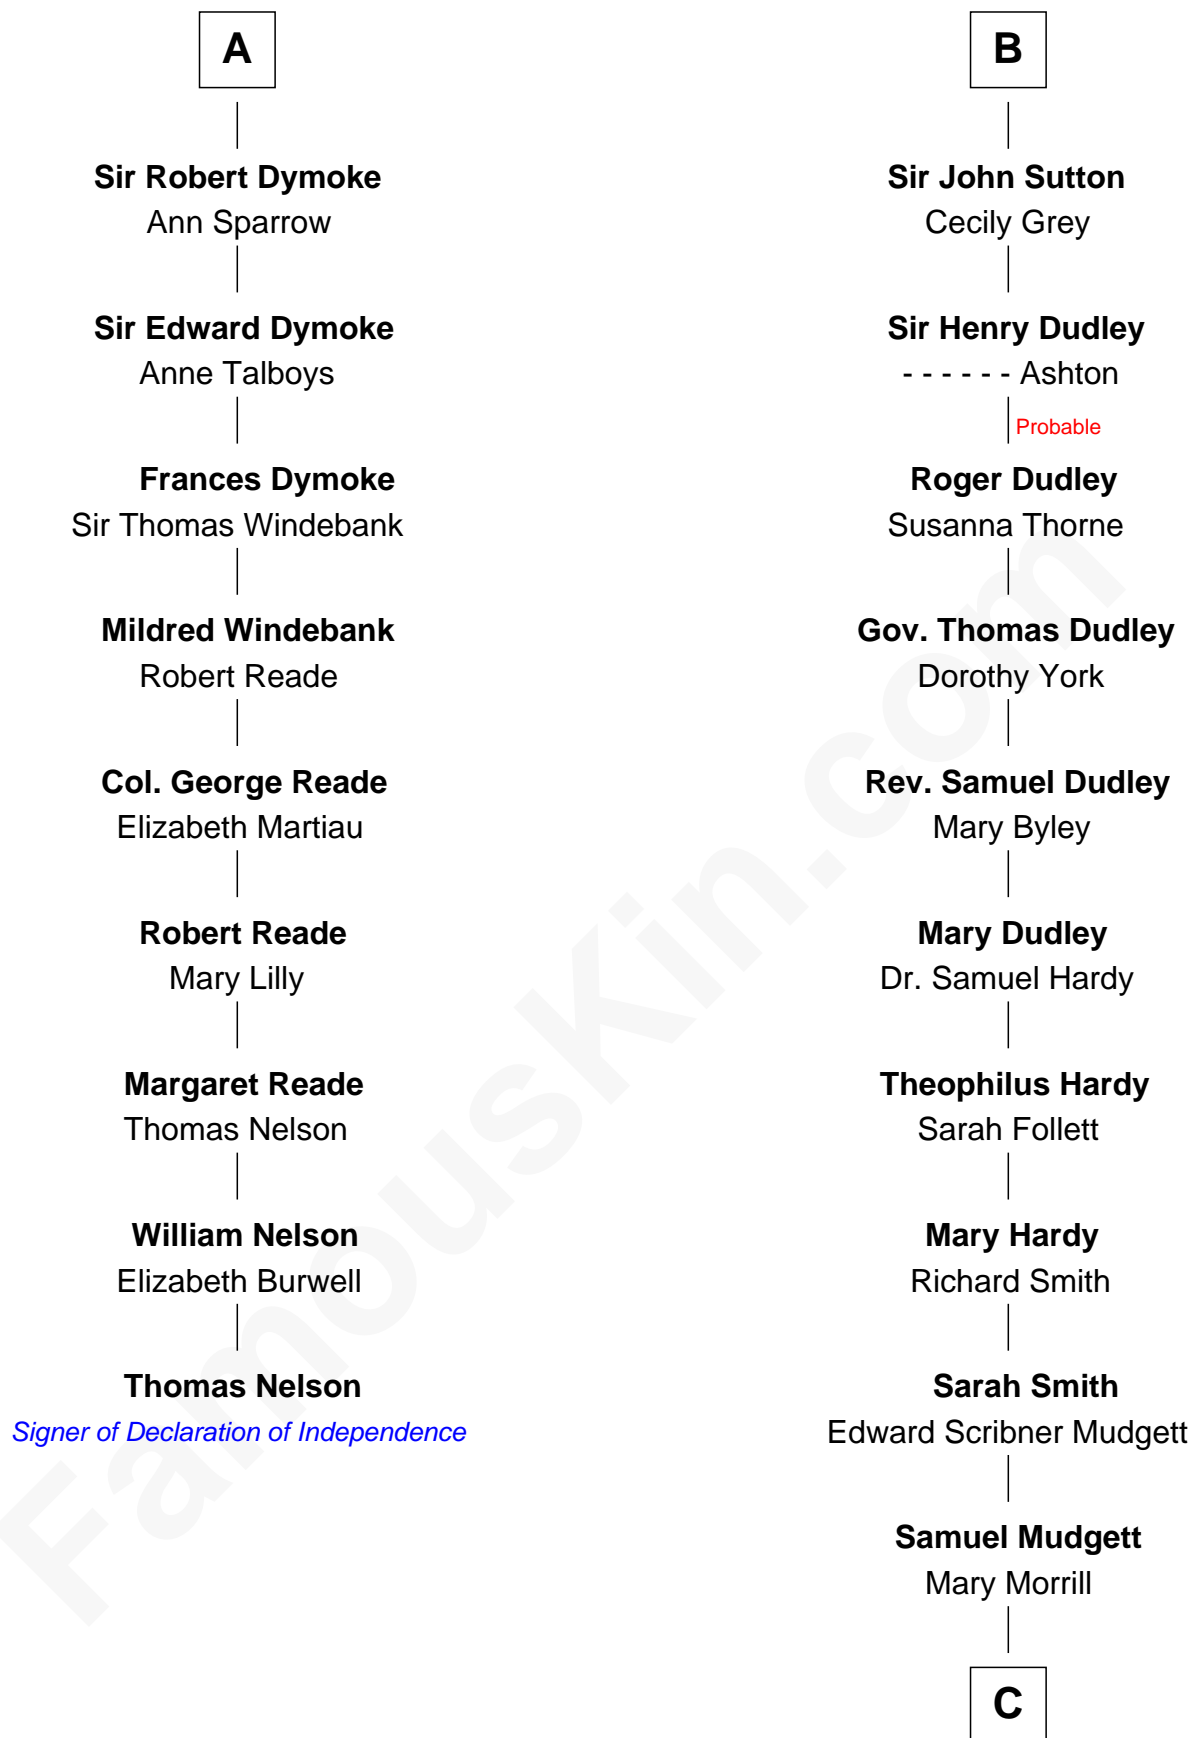 A
Sir Robert Dymoke
Ann Sparrow
Sir Edward Dymoke
Anne Talboys
Frances Dymoke
Sir Thomas Windebank
Mildred Windebank
Robert Reade
Col. George Reade
Elizabeth Martiau
Robert Reade
Mary Lilly
Margaret Reade
Thomas Nelson
William Nelson
Elizabeth Burwell
Thomas Nelson
Signer of Declaration of Independence
B
Sir John Sutton
Cecily Grey
Sir Henry Dudley
- - - - - - Ashton
Probable
Roger Dudley
Susanna Thorne
Gov. Thomas Dudley
Dorothy York
Rev. Samuel Dudley
Mary Byley
Mary Dudley
Dr. Samuel Hardy
Theophilus Hardy
Sarah Follett
Mary Hardy
Richard Smith
Sarah Smith
Edward Scribner Mudgett
Samuel Mudgett
Mary Morrill
C
FamousKin.com